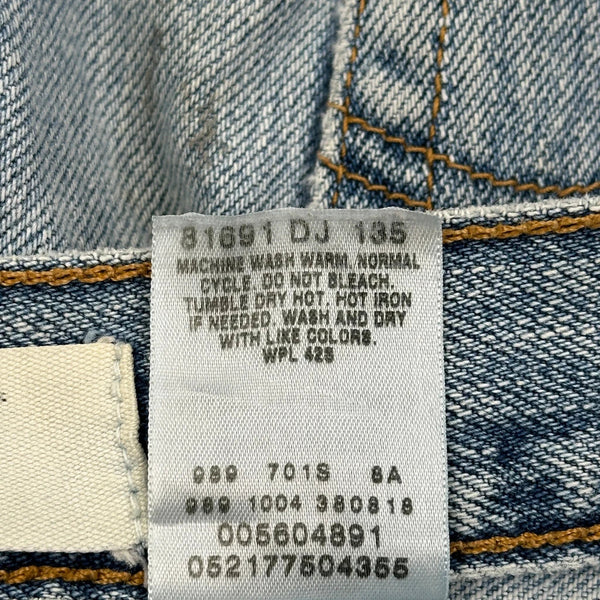 81691 DJ 135
MACHINE WASH WARM, NORMAL
CYCLE. DO NOT BLEACH.
TUMBLE DRY HOT. HOT IRON
IF NEEDED. WASH AND DRY
WITH LIKE COLORS.
WPL 423
989 701S 8A
989 1004 380818
005604891
052177504355